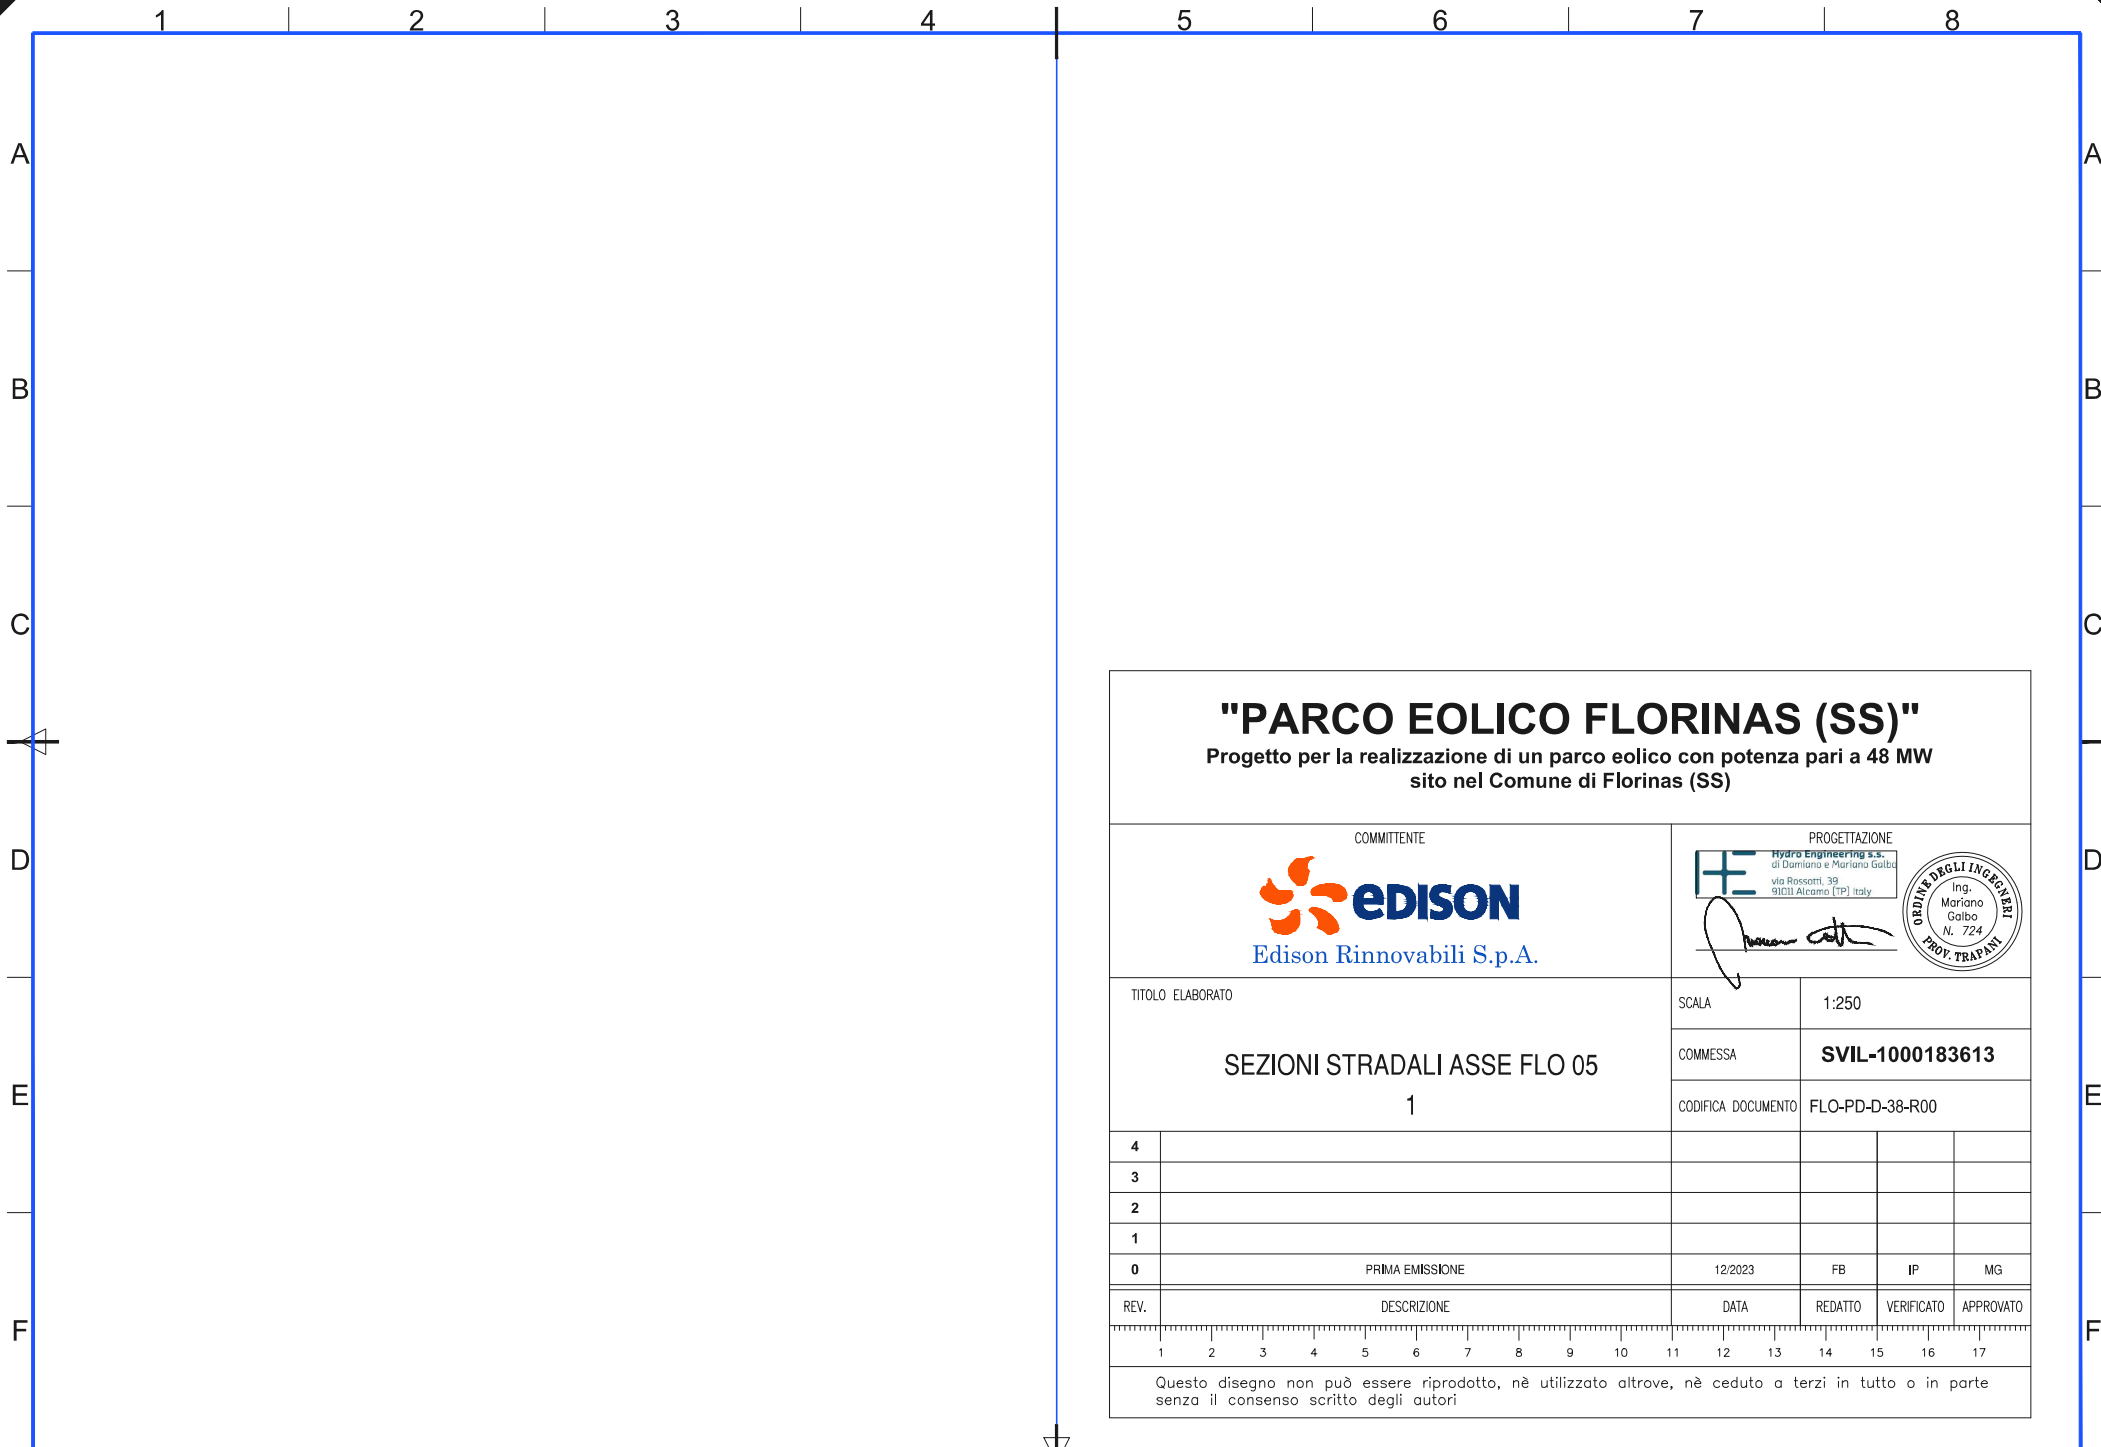 1 2 3 4 5 6 7 8
A A
B B
C C
D D
E E
F F
"PARCO EOLICO FLORINAS (SS)"
Progetto per la realizzazione di un parco eolico con potenza pari a 48 MW
sito nel Comune di Florinas (SS)
COMMITTENTE
eDISON
Edison Rinnovabili S.p.A.
PROGETTAZIONE
Hydro Engineering s.s.
di Damiano e Mariano Galbo
via Rossotti, 39
91011 Alcamo (TP) Italy
ORDINE DEGLI INGEGNERI
PROV. TRAPANI
Ing.
Mariano
Galbo
N. 724
TITOLO ELABORATO
SEZIONI STRADALI ASSE FLO 05
1
SCALA 1:250
COMMESSA SVIL-1000183613
CODIFICA DOCUMENTO FLO-PD-D-38-R00
4
3
2
1
0 PRIMA EMISSIONE 12/2023 FB IP MG
REV. DESCRIZIONE DATA REDATTO VERIFICATO APPROVATO
1 2 3 4 5 6 7 8 9 10 11 12 13 14 15 16 17
Questo disegno non può essere riprodotto, nè utilizzato altrove, nè ceduto a terzi in tutto o in parte
senza il consenso scritto degli autori